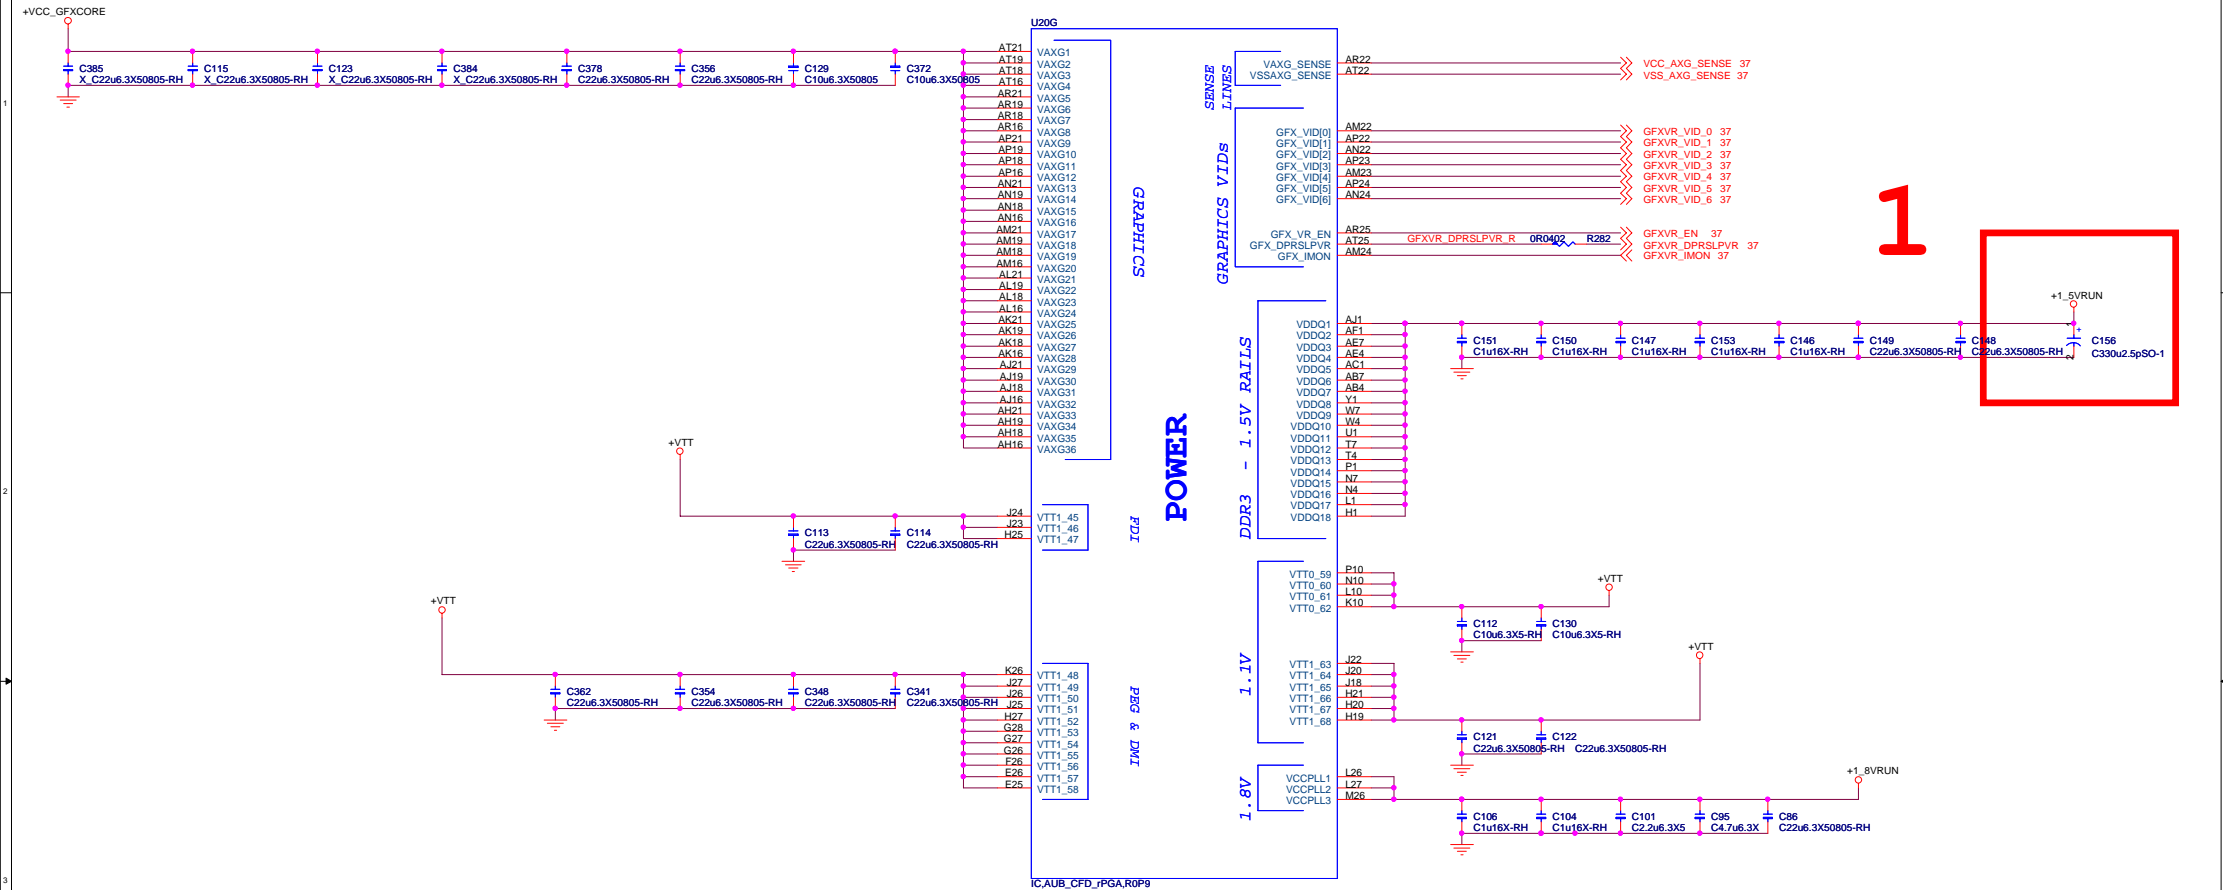 +VCC_GFXCORE
C385
X_C22u6.3X50805-RH
C115
X_C22u6.3X50805-RH
C123
X_C22u6.3X50805-RH
C384
X_C22u6.3X50805-RH
C378
C22u6.3X50805-RH
C356
C22u6.3X50805-RH
C129
C10u6.3X50805
C372
C10u6.3X50805
U20G
AT21 VAXG1
AT19 VAXG2
AT18 VAXG3
AT16 VAXG4
AR21 VAXG5
AR19 VAXG6
AR18 VAXG7
AR16 VAXG8
AP21 VAXG9
AP19 VAXG10
AP18 VAXG11
AP16 VAXG12
AN21 VAXG13
AN19 VAXG14
AN18 VAXG15
AN16 VAXG16
AM21 VAXG17
AM19 VAXG18
AM18 VAXG19
AM16 VAXG20
AL21 VAXG21
AL19 VAXG22
AL18 VAXG23
AL16 VAXG24
AK21 VAXG25
AK19 VAXG26
AK18 VAXG27
AK16 VAXG28
AJ21 VAXG29
AJ19 VAXG30
AJ18 VAXG31
AJ16 VAXG32
AH21 VAXG33
AH19 VAXG34
AH18 VAXG35
AH16 VAXG36
GRAPHICS
+VTT
C113
C22u6.3X50805-RH
C114
C22u6.3X50805-RH
J24 VTT1_45
J23 VTT1_46
H25 VTT1_47
FDI
+VTT
C362
C22u6.3X50805-RH
C354
C22u6.3X50805-RH
C348
C22u6.3X50805-RH
C341
C22u6.3X50805-RH
K26 VTT1_48
J27 VTT1_49
J26 VTT1_50
J25 VTT1_51
H27 VTT1_52
G28 VTT1_53
G27 VTT1_54
G26 VTT1_55
F26 VTT1_56
E26 VTT1_57
E25 VTT1_58
PEG & DMI
POWER
SENSE
LINES
VAXG_SENSE AR22 VCC_AXG_SENSE 37
VSSAXG_SENSE AT22 VSS_AXG_SENSE 37
GRAPHICS VIDs
GFX_VID[0] AM22 GFXVR_VID_0 37
GFX_VID[1] AP22 GFXVR_VID_1 37
GFX_VID[2] AN22 GFXVR_VID_2 37
GFX_VID[3] AP23 GFXVR_VID_3 37
GFX_VID[4] AM23 GFXVR_VID_4 37
GFX_VID[5] AP24 GFXVR_VID_5 37
GFX_VID[6] AN24 GFXVR_VID_6 37
GFX_VR_EN AR25 GFXVR_EN 37
GFX_DPRSLPVR AT25 GFXVR_DPRSLPVR_R 0R0402 R282 GFXVR_DPRSLPVR 37
GFX_IMON AM24 GFXVR_IMON 37
1
DDR3 - 1.5V RAILS
VDDQ1 AJ1
VDDQ2 AF1
VDDQ3 AE7
VDDQ4 AE4
VDDQ5 AC1
VDDQ6 AB7
VDDQ7 AB4
VDDQ8 Y1
VDDQ9 W7
VDDQ10 W4
VDDQ11 U1
VDDQ12 T7
VDDQ13 T4
VDDQ14 P1
VDDQ15 N7
VDDQ16 N4
VDDQ17 L1
VDDQ18 H1
+1_5VRUN
C151
C1u16X-RH
C150
C1u16X-RH
C147
C1u16X-RH
C153
C1u16X-RH
C146
C1u16X-RH
C149
C22u6.3X50805-RH
C148
C22u6.3X50805-RH
1
+
2
C156
C330u2.5pSO-1
1.1V
VTT0_59 P10
VTT0_60 N10
VTT0_61 L10
VTT0_62 K10
+VTT
C112
C10u6.3X5-RH
C130
C10u6.3X5-RH
VTT1_63 J22
VTT1_64 J20
VTT1_65 J18
VTT1_66 H21
VTT1_67 H20
VTT1_68 H19
+VTT
C121
C22u6.3X50805-RH
C122
C22u6.3X50805-RH
1.8V
VCCPLL1 L26
VCCPLL2 L27
VCCPLL3 M26
+1_8VRUN
C106
C1u16X-RH
C104
C1u16X-RH
C101
C2.2u6.3X5
C95
C4.7u6.3X
C86
C22u6.3X50805-RH
IC,AUB_CFD_rPGA,R0P9
1
2
3